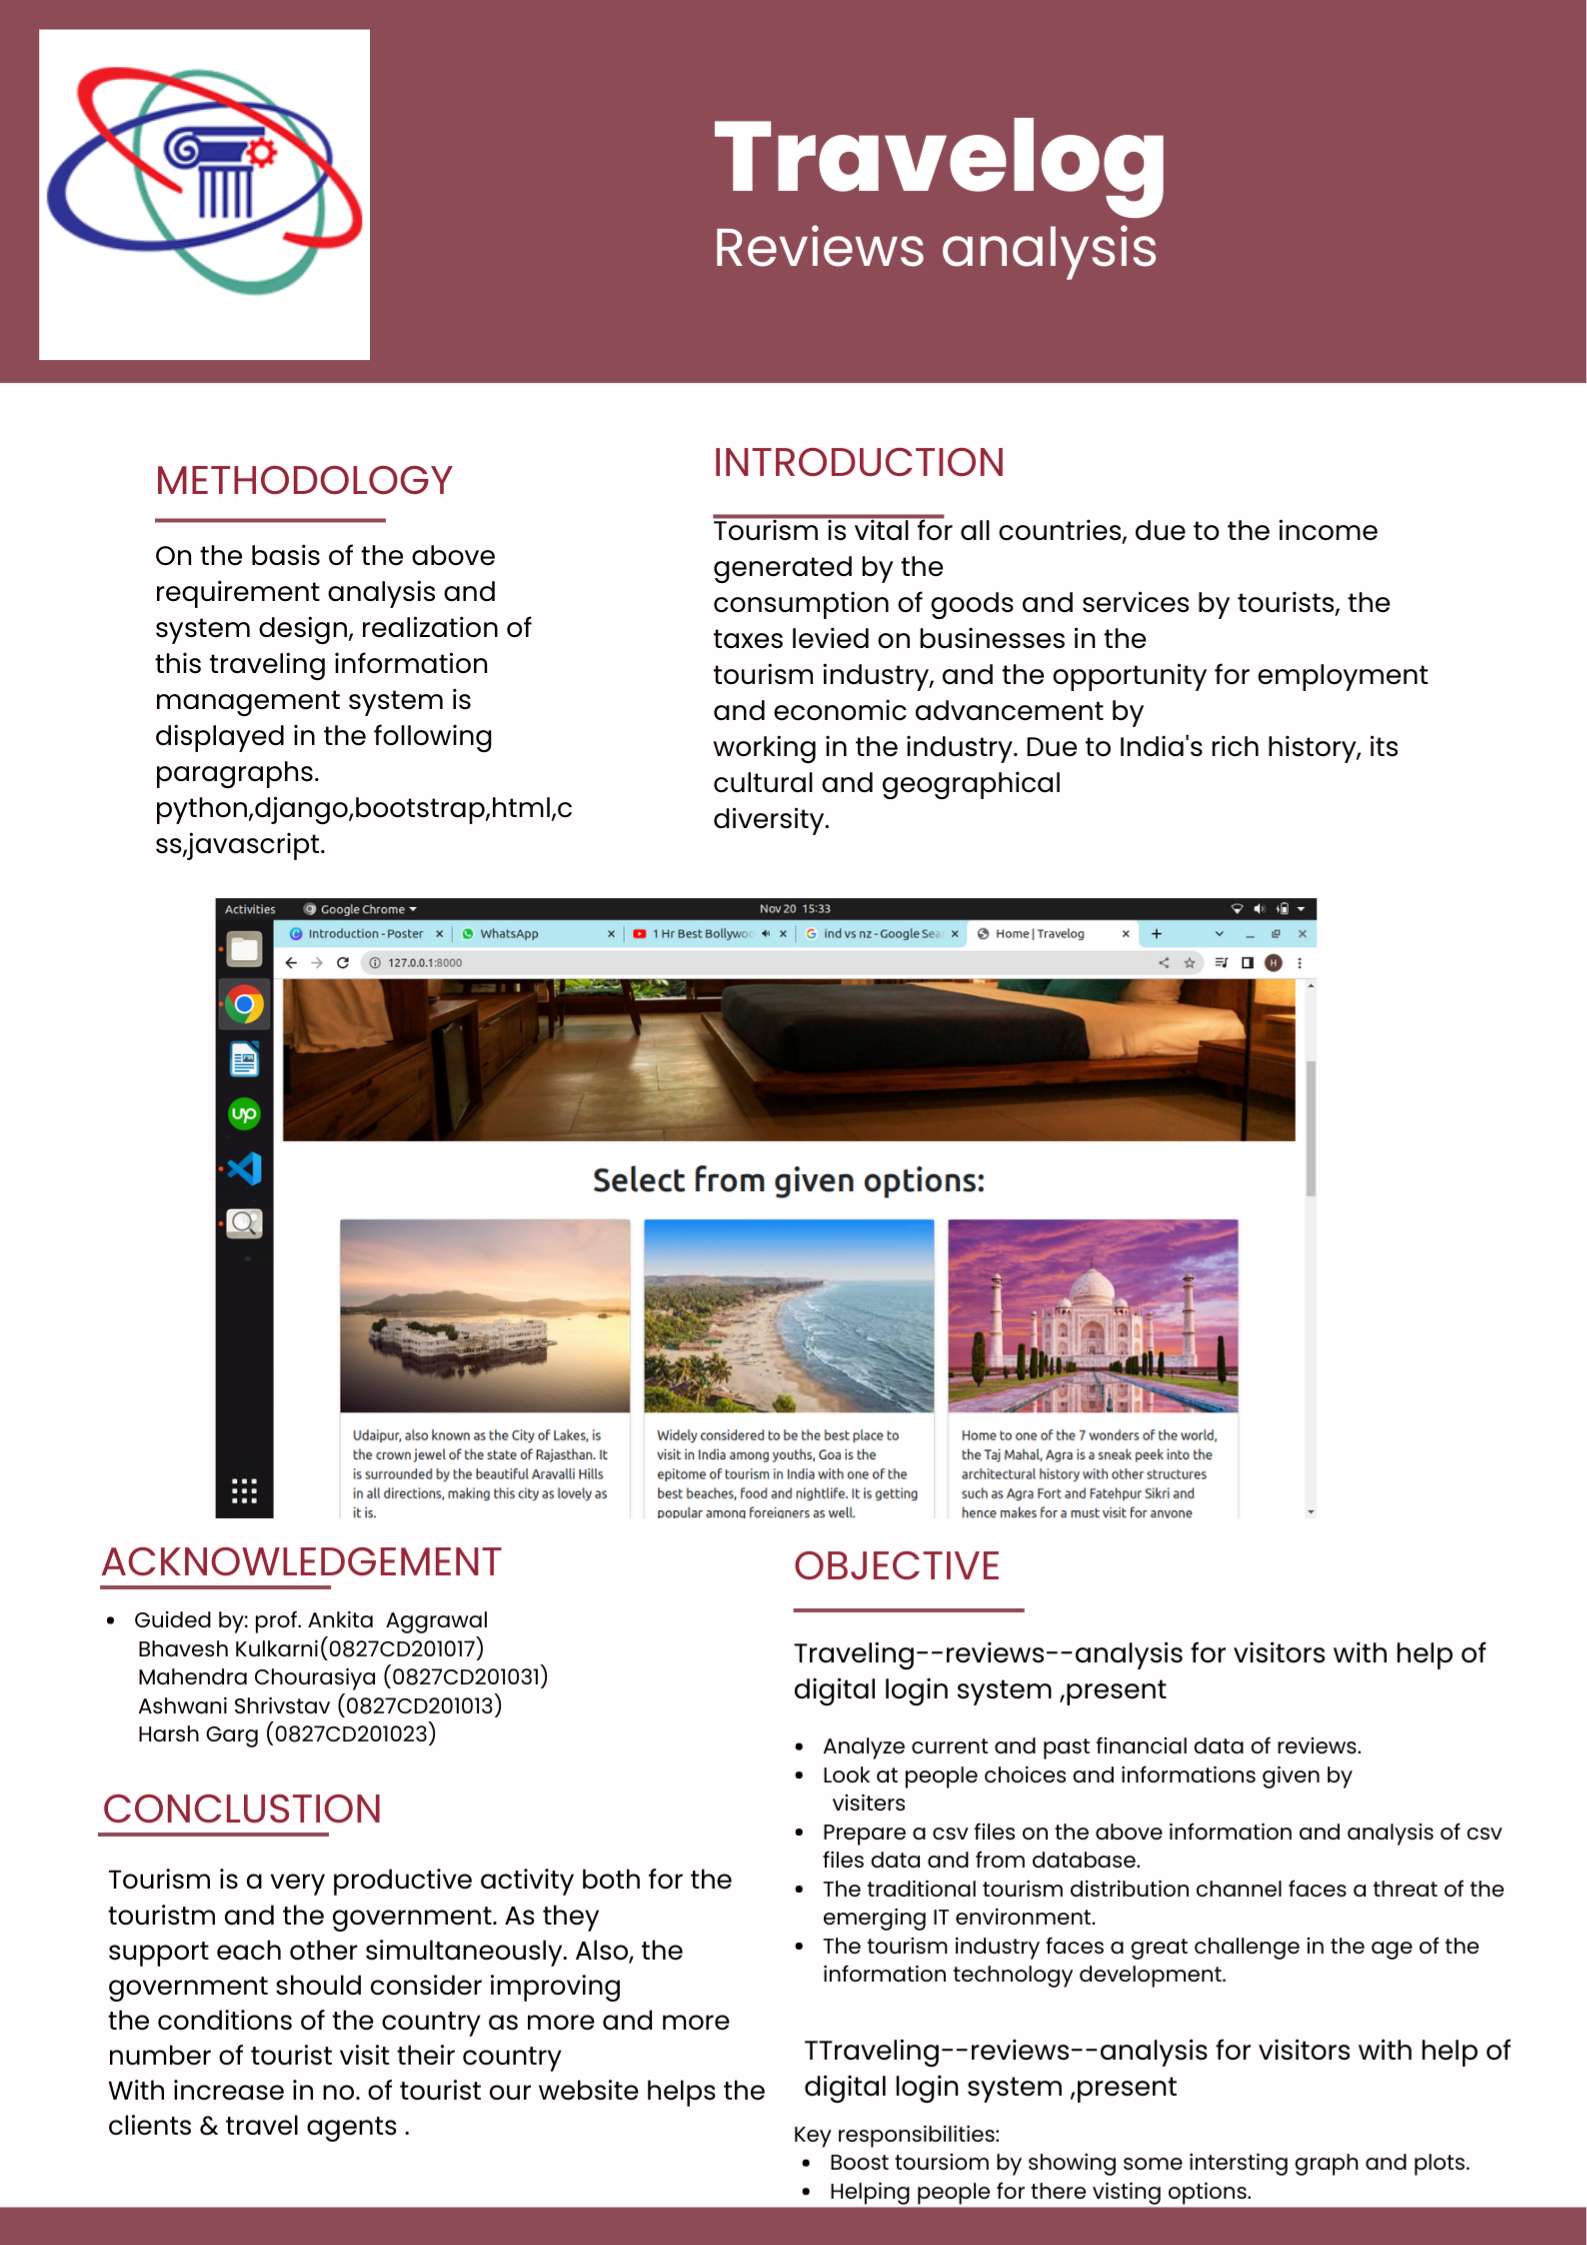 Travelog
Reviews analysis
METHODOLOGY
On the basis of the above
requirement analysis and
system design, realization of
this traveling information
management system is
displayed in the following
paragraphs.
python,django,bootstrap,html,c
ss,javascript.
INTRODUCTION
Tourism is vital for all countries, due to the income
generated by the
consumption of goods and services by tourists, the
taxes levied on businesses in the
tourism industry, and the opportunity for employment
and economic advancement by
working in the industry. Due to India's rich history, its
cultural and geographical
diversity.
Activities Google Chrome Nov 20 15:33
Introduction - Poster WhatsApp 1 Hr Best Bollywoo ind vs nz - Google Sea Home | Travelog
127.0.0.1:8000 H
up
Select from given options:
Udaipur, also known as the City of Lakes, is
the crown jewel of the state of Rajasthan. It
is surrounded by the beautiful Aravalli Hills
in all directions, making this city as lovely as
it is.
Widely considered to be the best place to
visit in India among youths, Goa is the
epitome of tourism in India with one of the
best beaches, food and nightlife. It is getting
popular among foreigners as well.
Home to one of the 7 wonders of the world,
the Taj Mahal, Agra is a sneak peek into the
architectural history with other structures
such as Agra Fort and Fatehpur Sikri and
hence makes for a must visit for anyone
ACKNOWLEDGEMENT
• Guided by: prof. Ankita Aggrawal
Bhavesh Kulkarni(0827CD201017)
Mahendra Chourasiya (0827CD201031)
Ashwani Shrivstav (0827CD201013)
Harsh Garg (0827CD201023)
CONCLUSTION
Tourism is a very productive activity both for the
touristm and the government. As they
support each other simultaneously. Also, the
government should consider improving
the conditions of the country as more and more
number of tourist visit their country
With increase in no. of tourist our website helps the
clients & travel agents .
OBJECTIVE
Traveling--reviews--analysis for visitors with help of
digital login system ,present
• Analyze current and past financial data of reviews.
• Look at people choices and informations given by
visiters
• Prepare a csv files on the above information and analysis of csv
files data and from database.
• The traditional tourism distribution channel faces a threat of the
emerging IT environment.
• The tourism industry faces a great challenge in the age of the
information technology development.
TTraveling--reviews--analysis for visitors with help of
digital login system ,present
Key responsibilities:
• Boost toursiom by showing some intersting graph and plots.
• Helping people for there visting options.